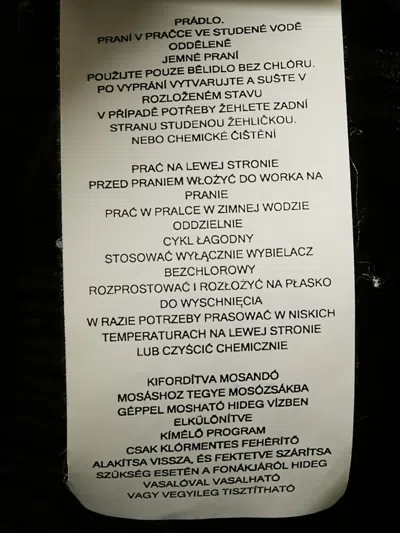 PRÁDLO.
PRANÍ V PRAČCE VE STUDENÉ VODĚ
ODDĚLENĚ
JEMNÉ PRANÍ
POUŽIJTE POUZE BĚLIDLO BEZ CHLÓRU.
PO VYPRÁNÍ VYTVARUJTE A SUŠTE V
ROZLOŽENÉM STAVU
V PŘÍPADĚ POTŘEBY ŽEHLETE ZADNÍ
STRANU STUDENOU ŽEHLIČKOU.
NEBO CHEMICKÉ ČIŠTĚNÍ
PRAĆ NA LEWEJ STRONIE
PRZED PRANIEM WŁOŻYĆ DO WORKA NA
PRANIE
PRAĆ W PRALCE W ZIMNEJ WODZIE
ODDZIELNIE
CYKL ŁAGODNY
STOSOWAĆ WYŁĄCZNIE WYBIELACZ
BEZCHLOROWY
ROZPROSTOWAĆ I ROZŁOŻYĆ NA PŁASKO
DO WYSCHNIĘCIA
W RAZIE POTRZEBY PRASOWAĆ W NISKICH
TEMPERATURACH NA LEWEJ STRONIE
LUB CZYŚCIĆ CHEMICZNIE
KIFORDÍTVA MOSANDÓ
MOSÁSHOZ TEGYE MOSÓZSÁKBA
GÉPPEL MOSHATÓ HIDEG VÍZBEN
ELKÜLÖNÍTVE
KÍMÉLŐ PROGRAM
CSAK KLÓRMENTES FEHÉRÍTŐ
ALAKÍTSA VISSZA, ÉS FEKTETVE SZÁRÍTSA
SZÜKSÉG ESETÉN A FONÁKJÁRÓL HIDEG
VASALÓVAL VASALHATÓ
VAGY VEGYILEG TISZTÍTHATÓ